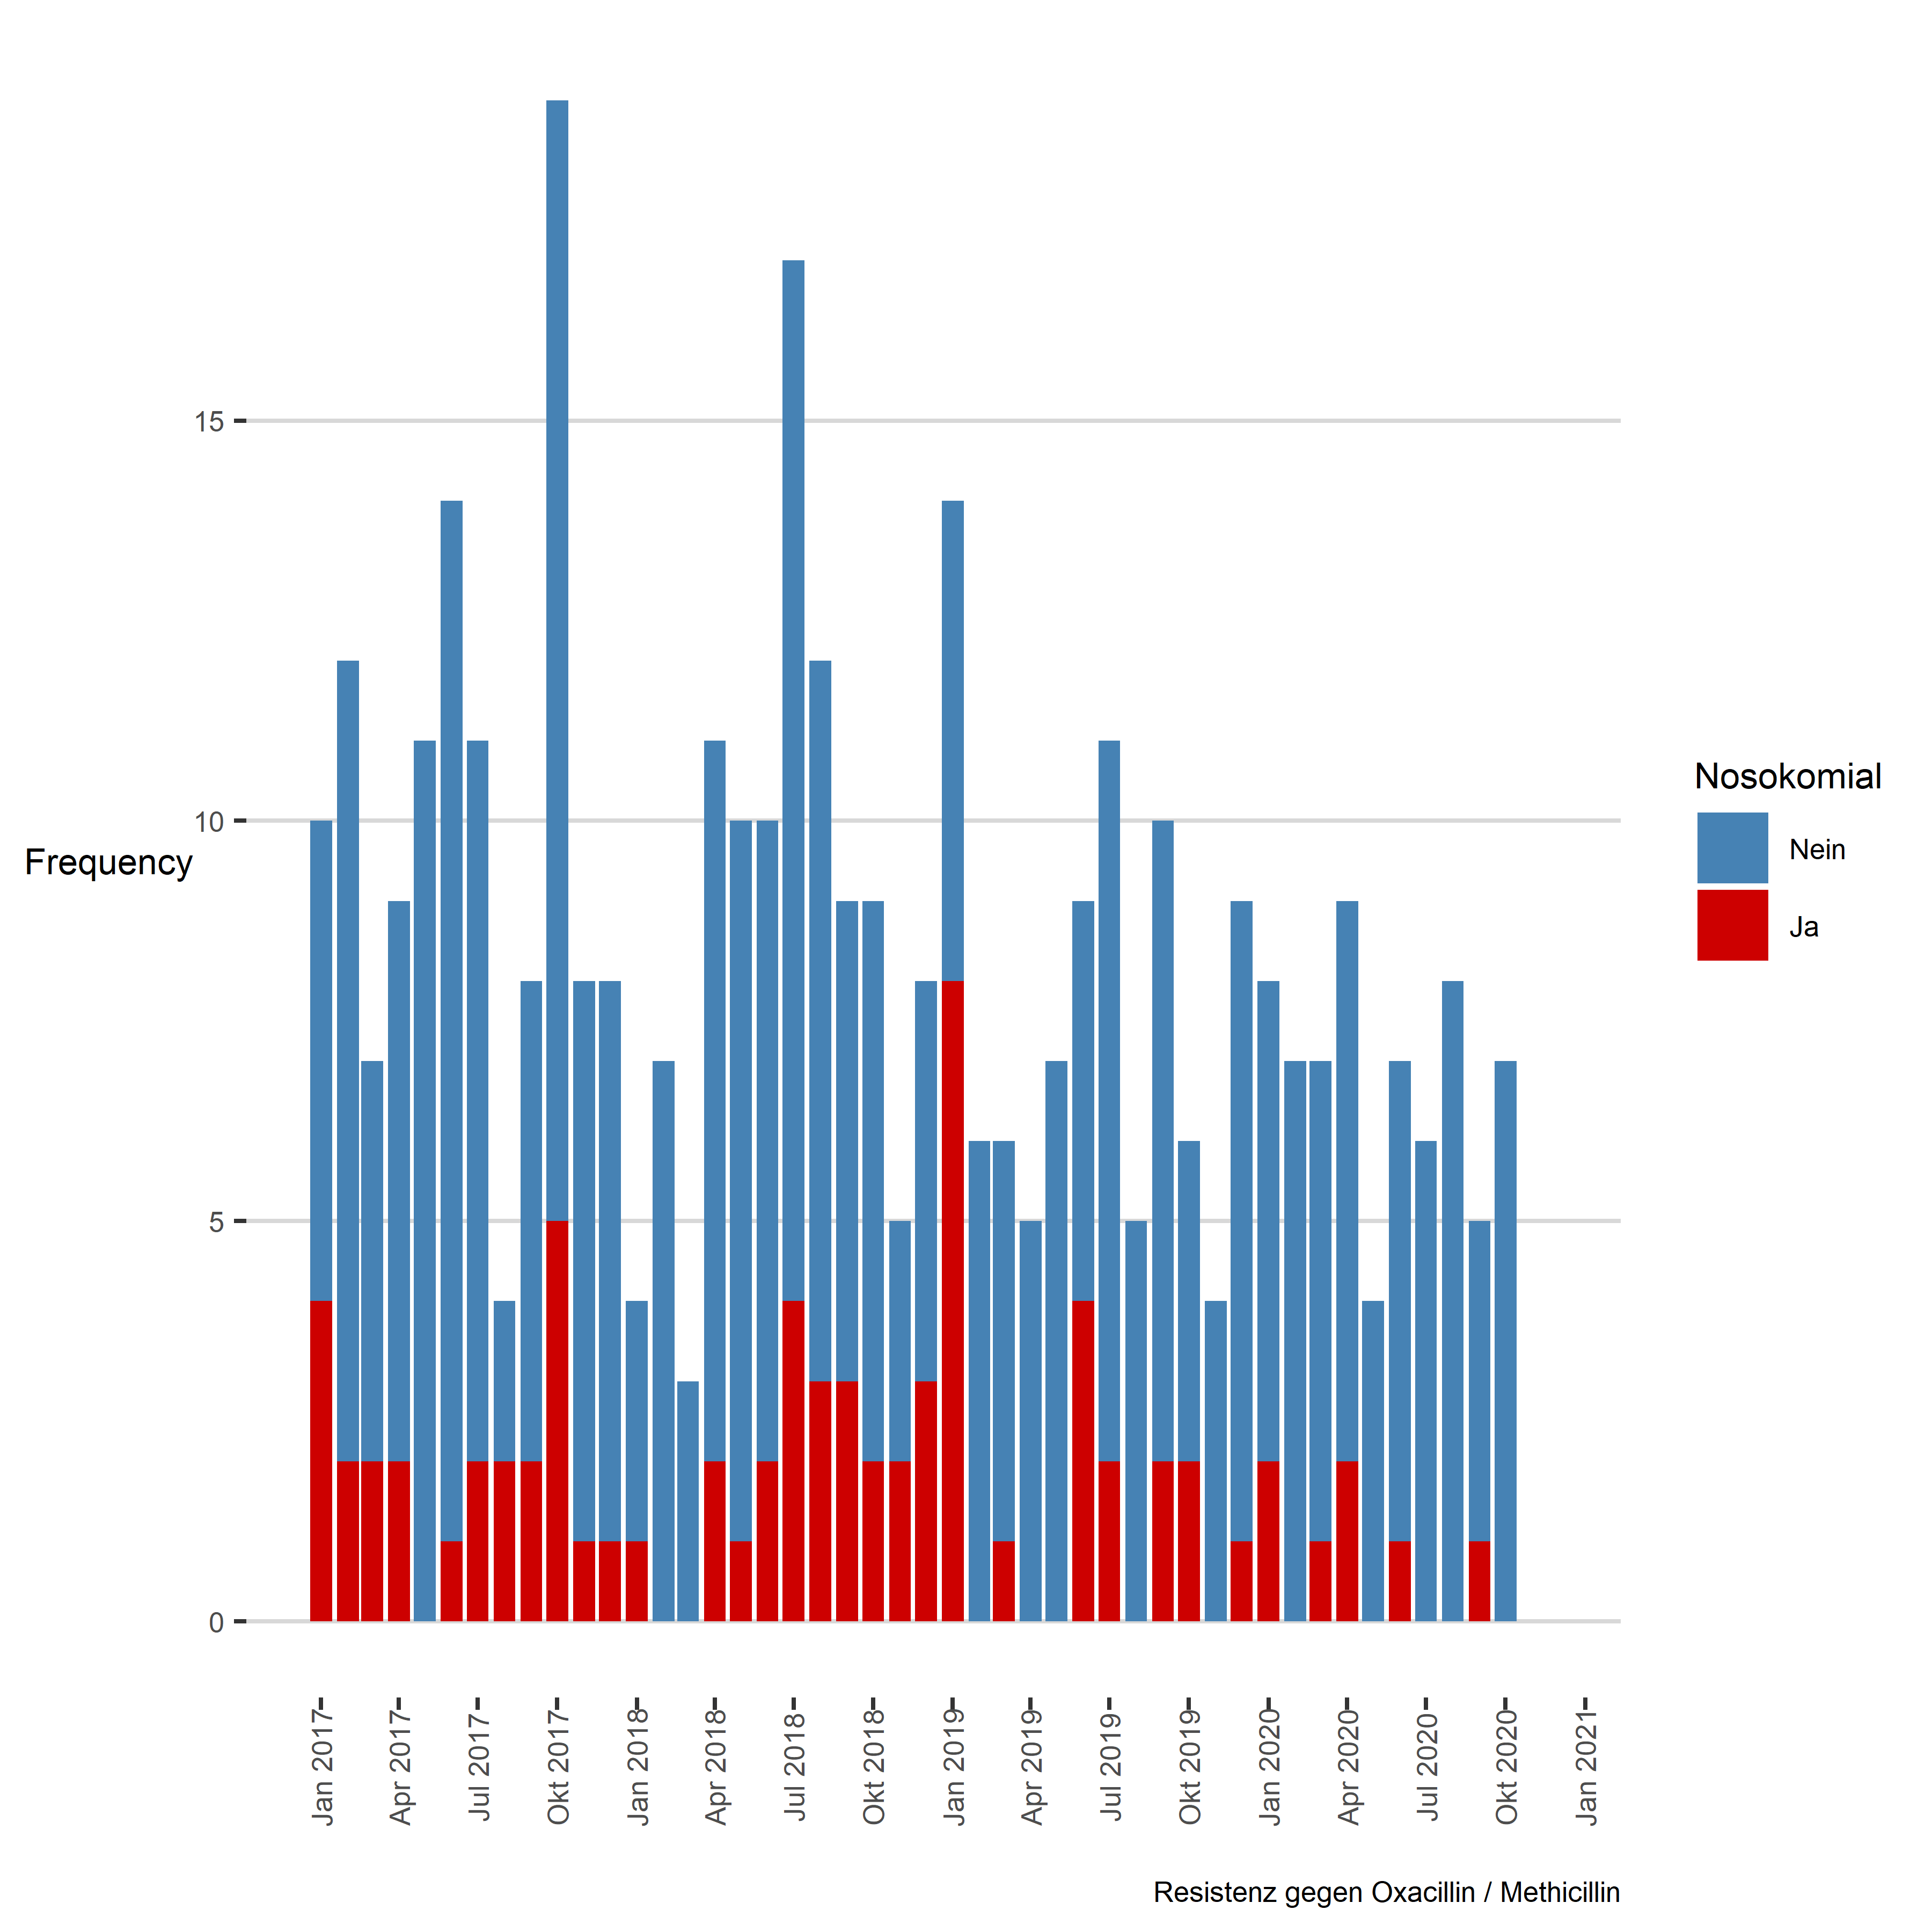 15
10
5
0
Frequency
Jan 2017
Apr 2017
Jul 2017
Okt 2017
Jan 2018
Apr 2018
Jul 2018
Okt 2018
Jan 2019
Apr 2019
Jul 2019
Okt 2019
Jan 2020
Apr 2020
Jul 2020
Okt 2020
Jan 2021
Nosokomial
Nein
Ja
Resistenz gegen Oxacillin / Methicillin